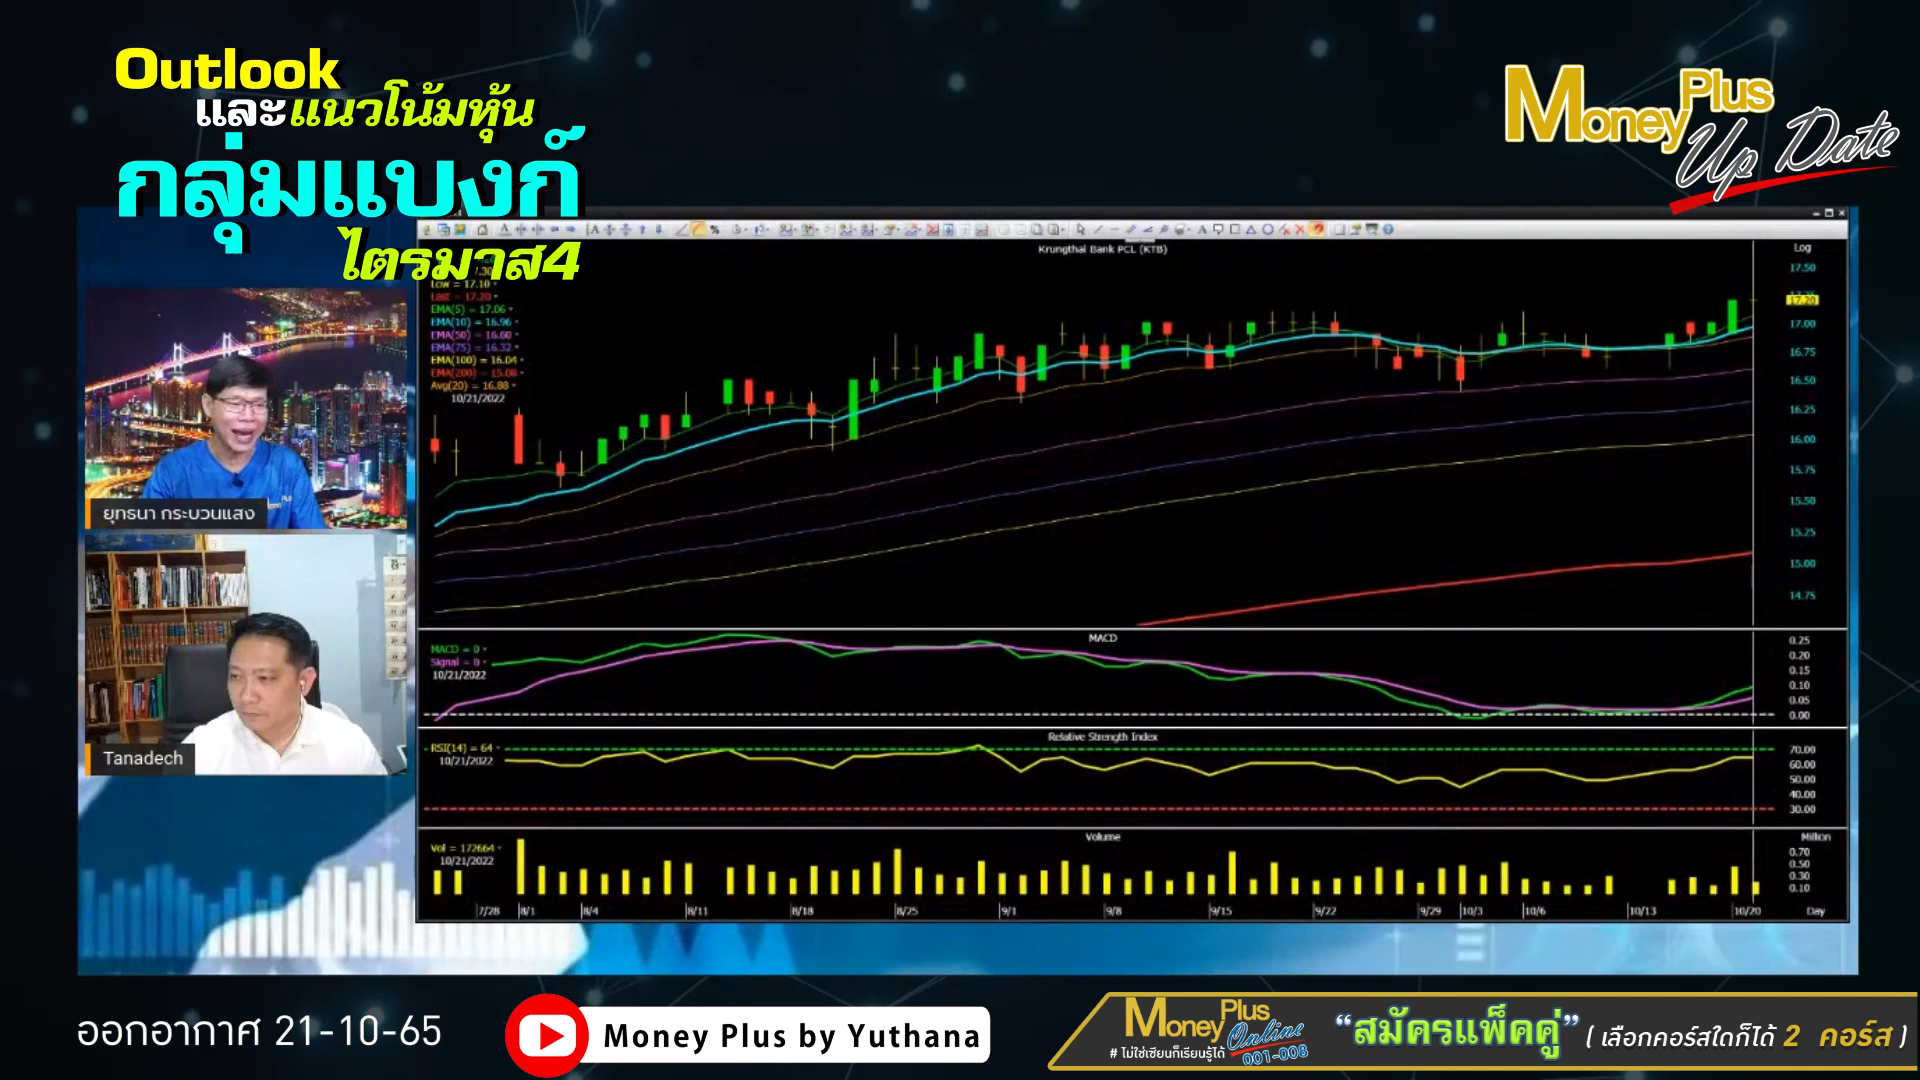 Outlook
และแนวโน้มหุ้น
กลุ่มแบงก์
ไตรมาส4
Money Plus
Up Date
Krungthai Bank PCL (KTB)
Log
Low = 17.10
Last = 17.20
EMA(5) = 17.06
EMA(10) = 16.96
EMA(50) = 16.60
EMA(75) = 16.32
EMA(100) = 16.04
EMA(200) = 15.08
Avg(20) = 16.88
10/21/2022
17.50
17.20
17.00
16.75
16.50
16.25
16.00
15.75
15.50
15.25
15.00
14.75
ยุทธนา กระบวนแสง
Tanadech
MACD
MACD = 0
Signal = 0
10/21/2022
0.25
0.20
0.15
0.10
0.05
0.00
Relative Strength Index
RSI(14) = 64
10/21/2022
70.00
60.00
50.00
40.00
30.00
Volume
Million
Vol = 172664
10/21/2022
0.70
0.50
0.30
0.10
7/28 8/1 8/4 8/11 8/18 8/25 9/1 9/8 9/15 9/22 9/29 10/3 10/6 10/13 10/20 Day
ออกอากาศ 21-10-65
Money Plus by Yuthana
Money Plus
Online
# ไม่ใช่เซียนก็เรียนรู้ได้ 001-008
“สมัครแพ็คคู่” ( เลือกคอร์สใดก็ได้ 2 คอร์ส )